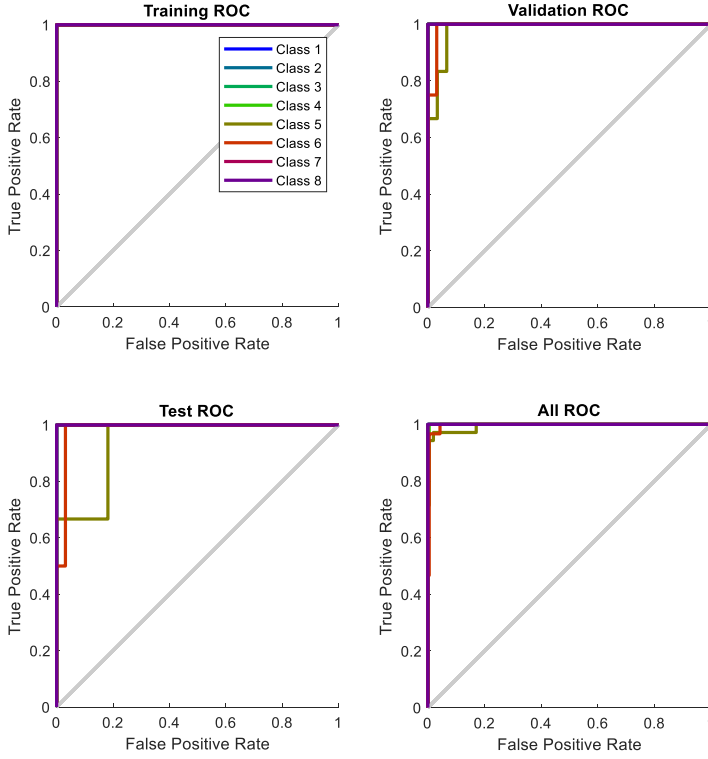 Training ROC
1
0.8
0.6
0.4
0.2
0
True Positive Rate
Class 1
Class 2
Class 3
Class 4
Class 5
Class 6
Class 7
Class 8
0 0.2 0.4 0.6 0.8 1
False Positive Rate
Validation ROC
1
0.8
0.6
0.4
0.2
0
True Positive Rate
0 0.2 0.4 0.6 0.8
False Positive Rate
Test ROC
1
0.8
0.6
0.4
0.2
0
True Positive Rate
0 0.2 0.4 0.6 0.8 1
False Positive Rate
All ROC
1
0.8
0.6
0.4
0.2
0
True Positive Rate
0 0.2 0.4 0.6 0.8
False Positive Rate